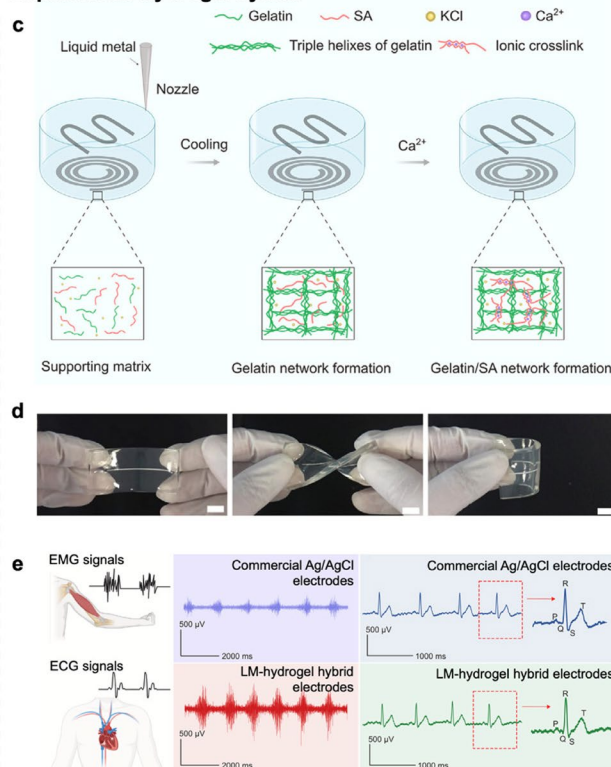 c
Gelatin SA KCl Ca²⁺
Triple helixes of gelatin Ionic crosslink
Liquid metal
Nozzle
Cooling
Ca²⁺
Supporting matrix
Gelatin network formation
Gelatin/SA network formation
d
e
EMG signals
Commercial Ag/AgCl
electrodes
500 μV
2000 ms
Commercial Ag/AgCl electrodes
500 μV
1000 ms
R
P
Q
S
T
ECG signals
LM-hydrogel hybrid
electrodes
500 μV
2000 ms
LM-hydrogel hybrid electrodes
500 μV
1000 ms
R
P
Q
S
T